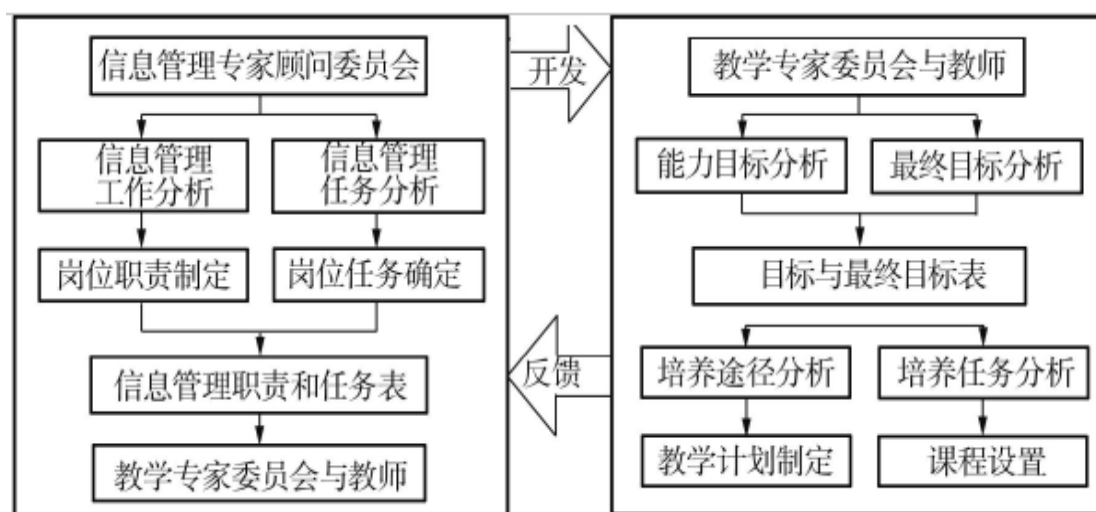 信息管理专家顾问委员会
信息管理
工作分析
信息管理
任务分析
岗位职责制定
岗位任务确定
信息管理职责和任务表
教学专家委员会与教师
开发
反馈
教学专家委员会与教师
能力目标分析
最终目标分析
目标与最终目标表
培养途径分析
培养任务分析
教学计划制定
课程设置